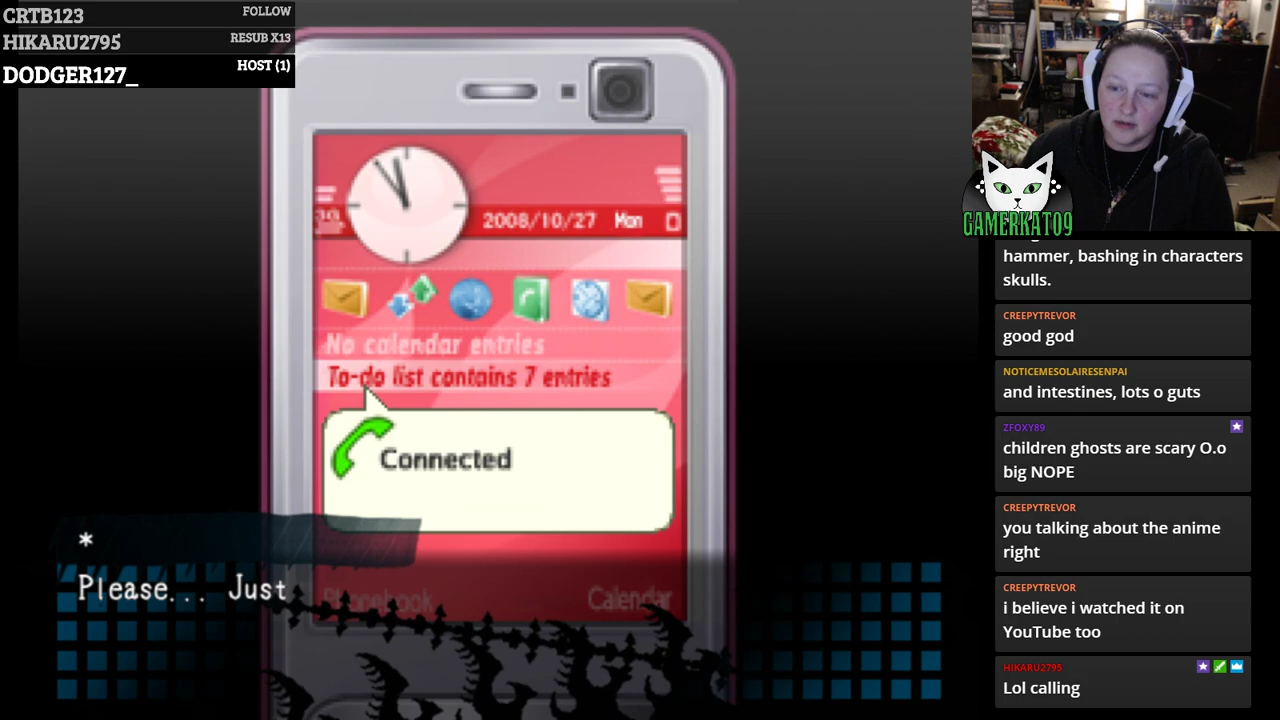 CRTB123 FOLLOW
HIKARU2795 RESUB X13
DODGER127_ HOST (1)
2008/10/27 Mon
No calendar entries
To-do list contains 7 entries
Connected
Phonebook Calendar
*
Please... Just
GAMERKAT09
hammer, bashing in characters
skulls.
CREEPYTREVOR
good god
NOTICEMESOLAIRESENPAI
and intestines, lots o guts
ZFOXY89
children ghosts are scary O.o
big NOPE
CREEPYTREVOR
you talking about the anime
right
CREEPYTREVOR
i believe i watched it on
YouTube too
HIKARU2795
Lol calling